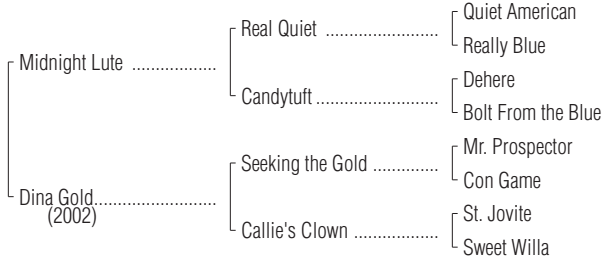 Quiet American
Real Quiet ....................
Really Blue
Midnight Lute ...................
Dehere
Candytuft ......................
Bolt From the Blue
Mr. Prospector
Seeking the Gold .............
Con Game
Dina Gold...........................
(2002)
St. Jovite
Callie's Clown .................
Sweet Willa